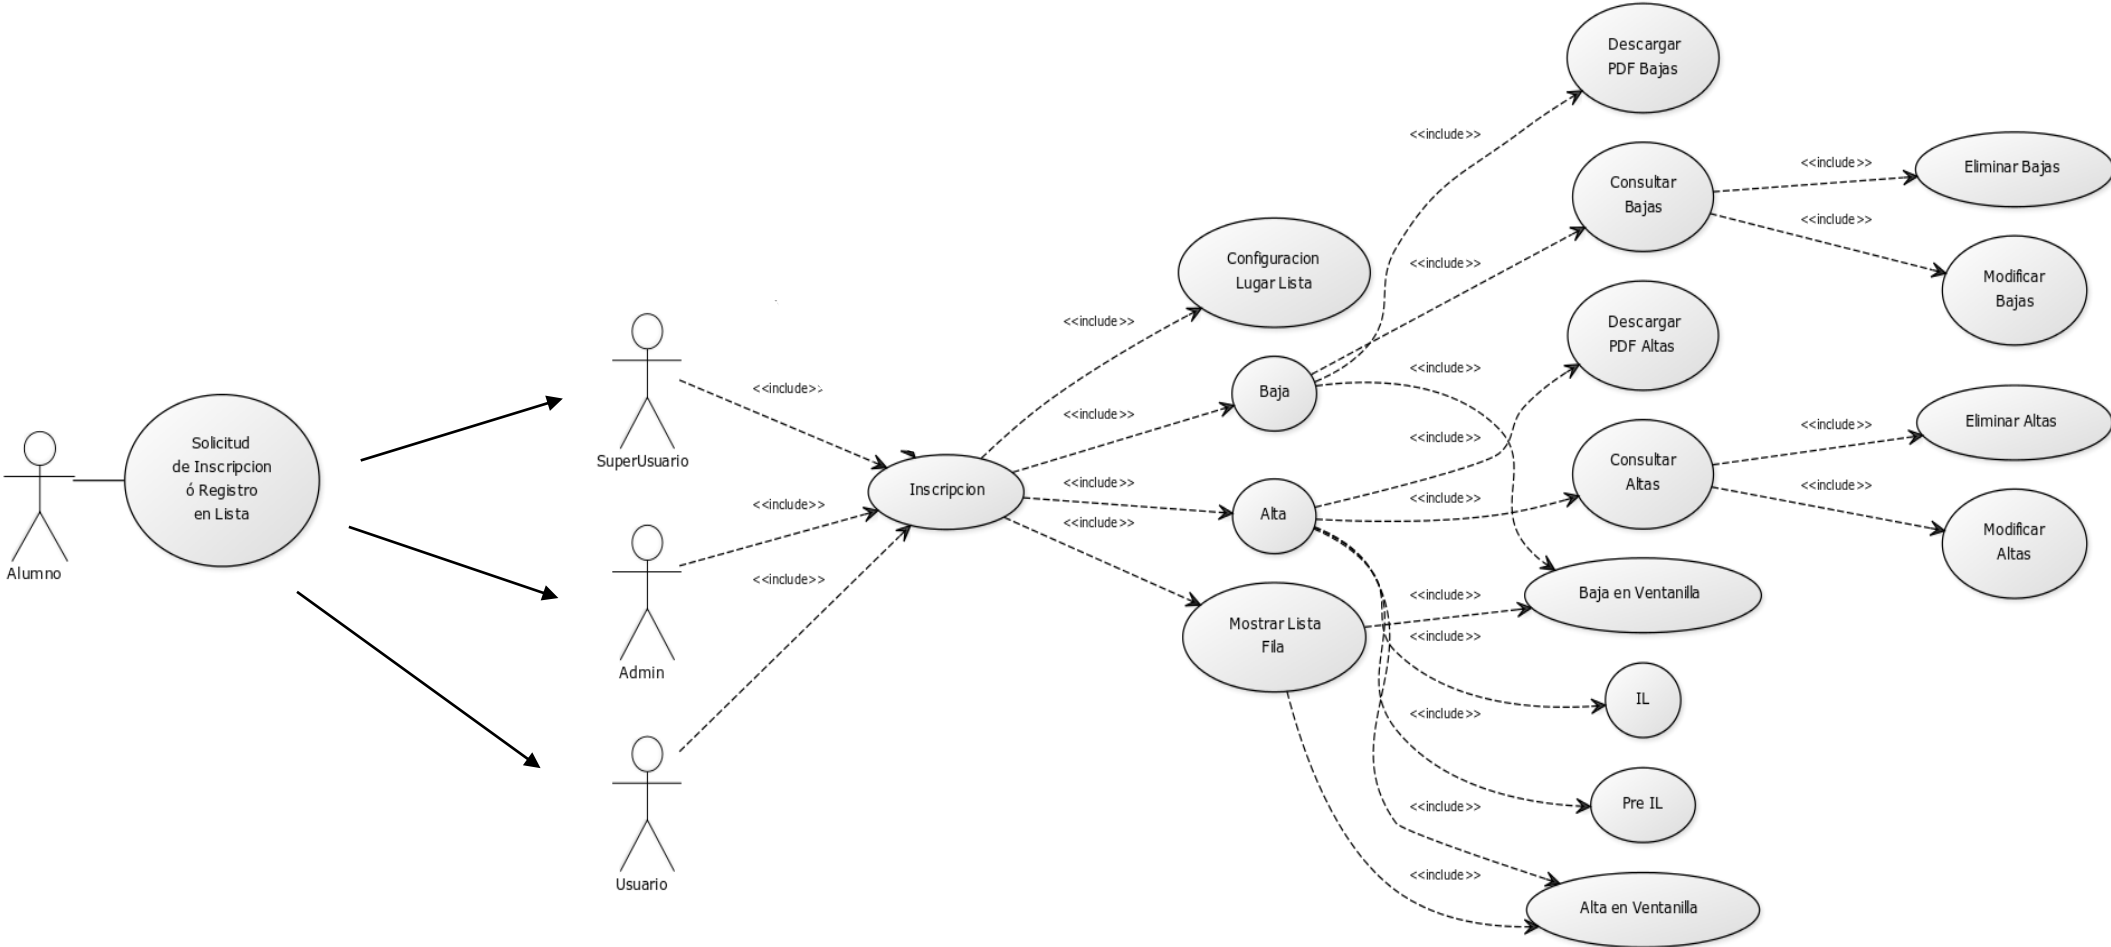 Alumno
Solicitud
de Inscripcion
ó Registro
en Lista
SuperUsuario
Admin
Usuario
<<include>>
<<include>>
<<include>>
Inscripcion
<<include>>
<<include>>
<<include>>
<<include>>
Configuracion
Lugar Lista
Baja
Alta
Mostrar Lista
Fila
<<include>>
<<include>>
<<include>>
<<include>>
<<include>>
<<include>>
<<include>>
<<include>>
<<include>>
<<include>>
Descargar
PDF Bajas
Consultar
Bajas
Descargar
PDF Altas
Consultar
Altas
Baja en Ventanilla
IL
Pre IL
Alta en Ventanilla
<<include>>
<<include>>
<<include>>
<<include>>
Eliminar Bajas
Modificar
Bajas
Eliminar Altas
Modificar
Altas